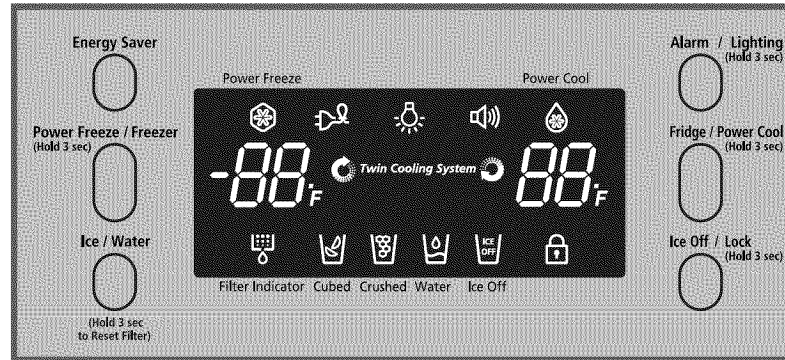 Energy Saver
Alarm / Lighting
(Hold 3 sec)
Power Freeze
Power Cool
Power Freeze / Freezer
(Hold 3 sec)
Fridge / Power Cool
(Hold 3 sec)
-88°F
Twin Cooling System
88°F
Ice / Water
Ice Off / Lock
(Hold 3 sec)
ICE
OFF
Filter Indicator Cubed Crushed Water Ice Off
(Hold 3 sec
to Reset Filter)